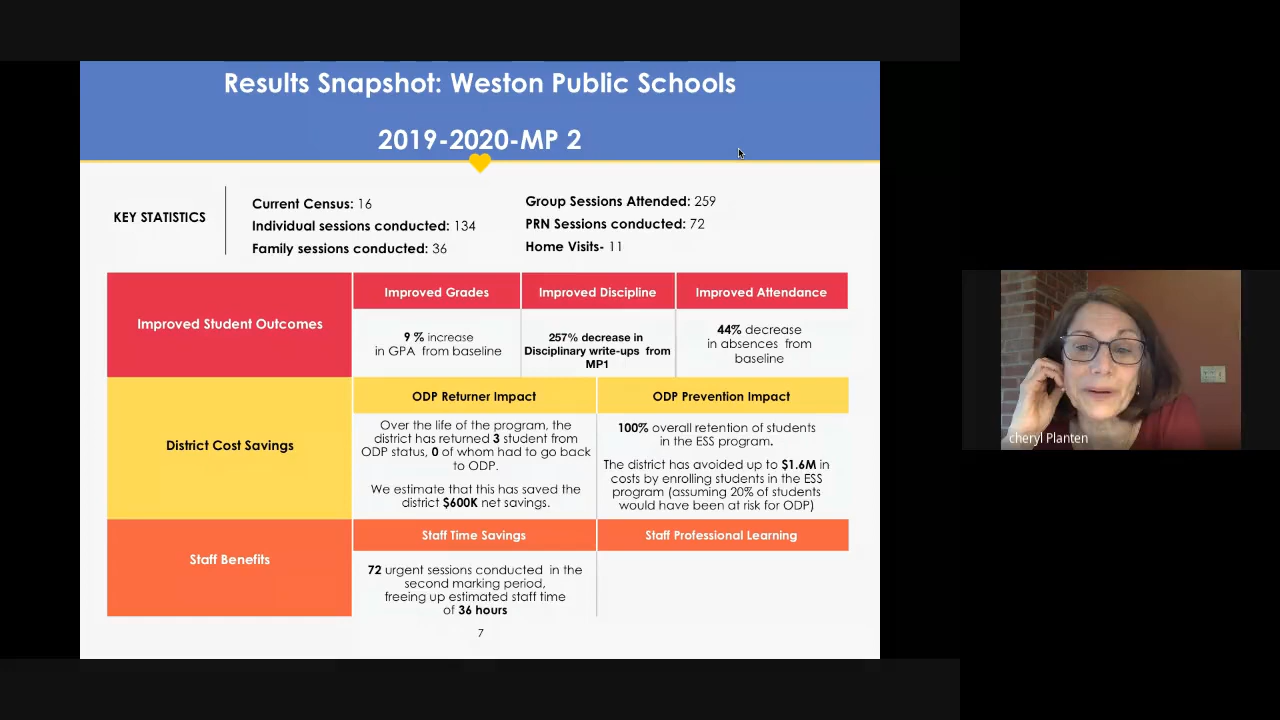 Results Snapshot: Weston Public Schools
2019-2020-MP 2
KEY STATISTICS
Current Census: 16
Individual sessions conducted: 134
Family sessions conducted: 36
Group Sessions Attended: 259
PRN Sessions conducted: 72
Home Visits- 11
Improved Student Outcomes
Improved Grades
Improved Discipline
Improved Attendance
9 % increase
in GPA from baseline
257% decrease in
Disciplinary write-ups from
MP1
44% decrease
in absences from
baseline
District Cost Savings
ODP Returner Impact
ODP Prevention Impact
Over the life of the program, the
district has returned 3 student from
ODP status, 0 of whom had to go back
to ODP.
We estimate that this has saved the
district $600K net savings.
100% overall retention of students
in the ESS program.
The district has avoided up to $1.6M in
costs by enrolling students in the ESS
program (assuming 20% of students
would have been at risk for ODP)
Staff Benefits
Staff Time Savings
Staff Professional Learning
72 urgent sessions conducted in the
second marking period,
freeing up estimated staff time
of 36 hours
7
cheryl Planten